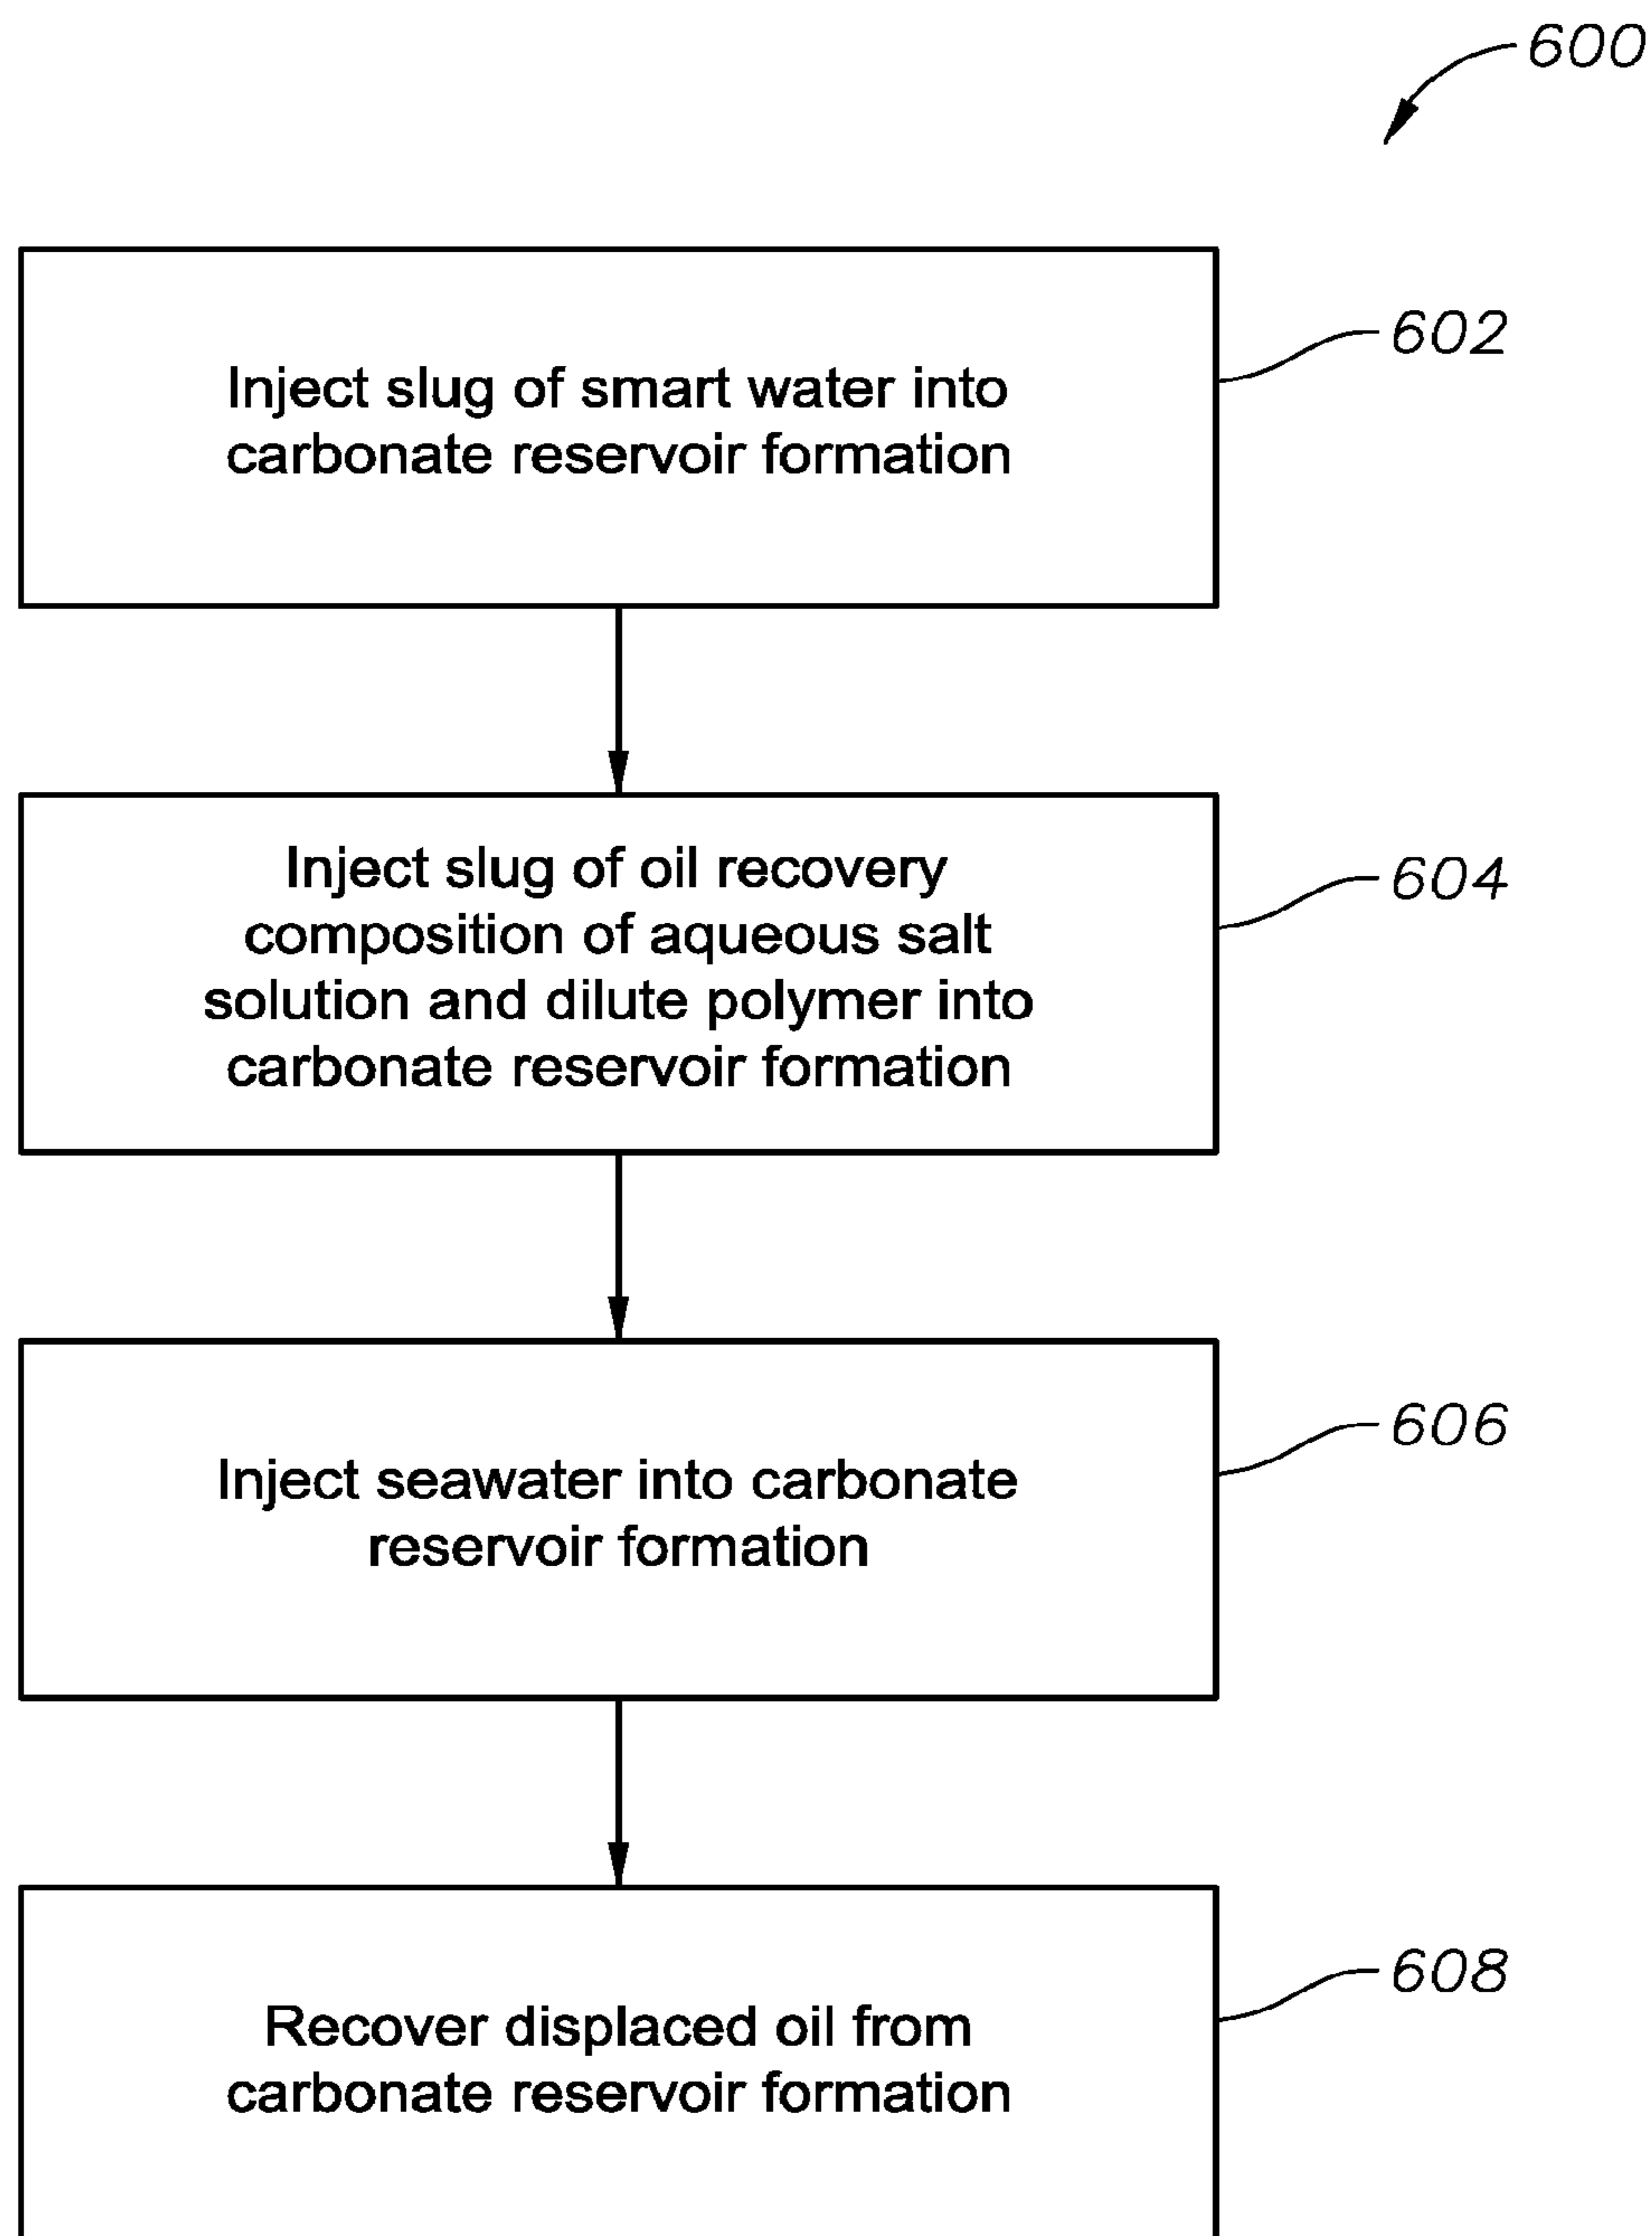 600
Inject slug of smart water into
carbonate reservoir formation
602
Inject slug of oil recovery
composition of aqueous salt
solution and dilute polymer into
carbonate reservoir formation
604
Inject seawater into carbonate
reservoir formation
606
Recover displaced oil from
carbonate reservoir formation
608